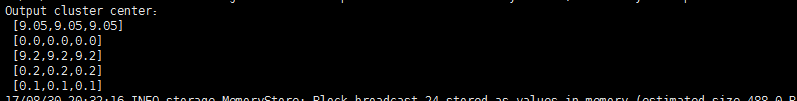 Output cluster center:
[9.05,9.05,9.05]
[0.0,0.0,0.0]
[9.2,9.2,9.2]
[0.2,0.2,0.2]
[0.1,0.1,0.1]
17/08/30 20:32:16 INFO storage.MemoryStore: Block broadcast_24 stored as values in memory (estimated size 488.0 B